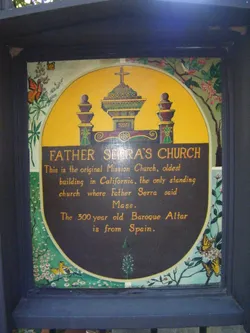 FATHER SERRA'S CHURCH
This is the original Mission Church, oldest
building in California, the only standing
church where Father Serra said
Mass.
The 300 year old Baroque Altar
is from Spain.